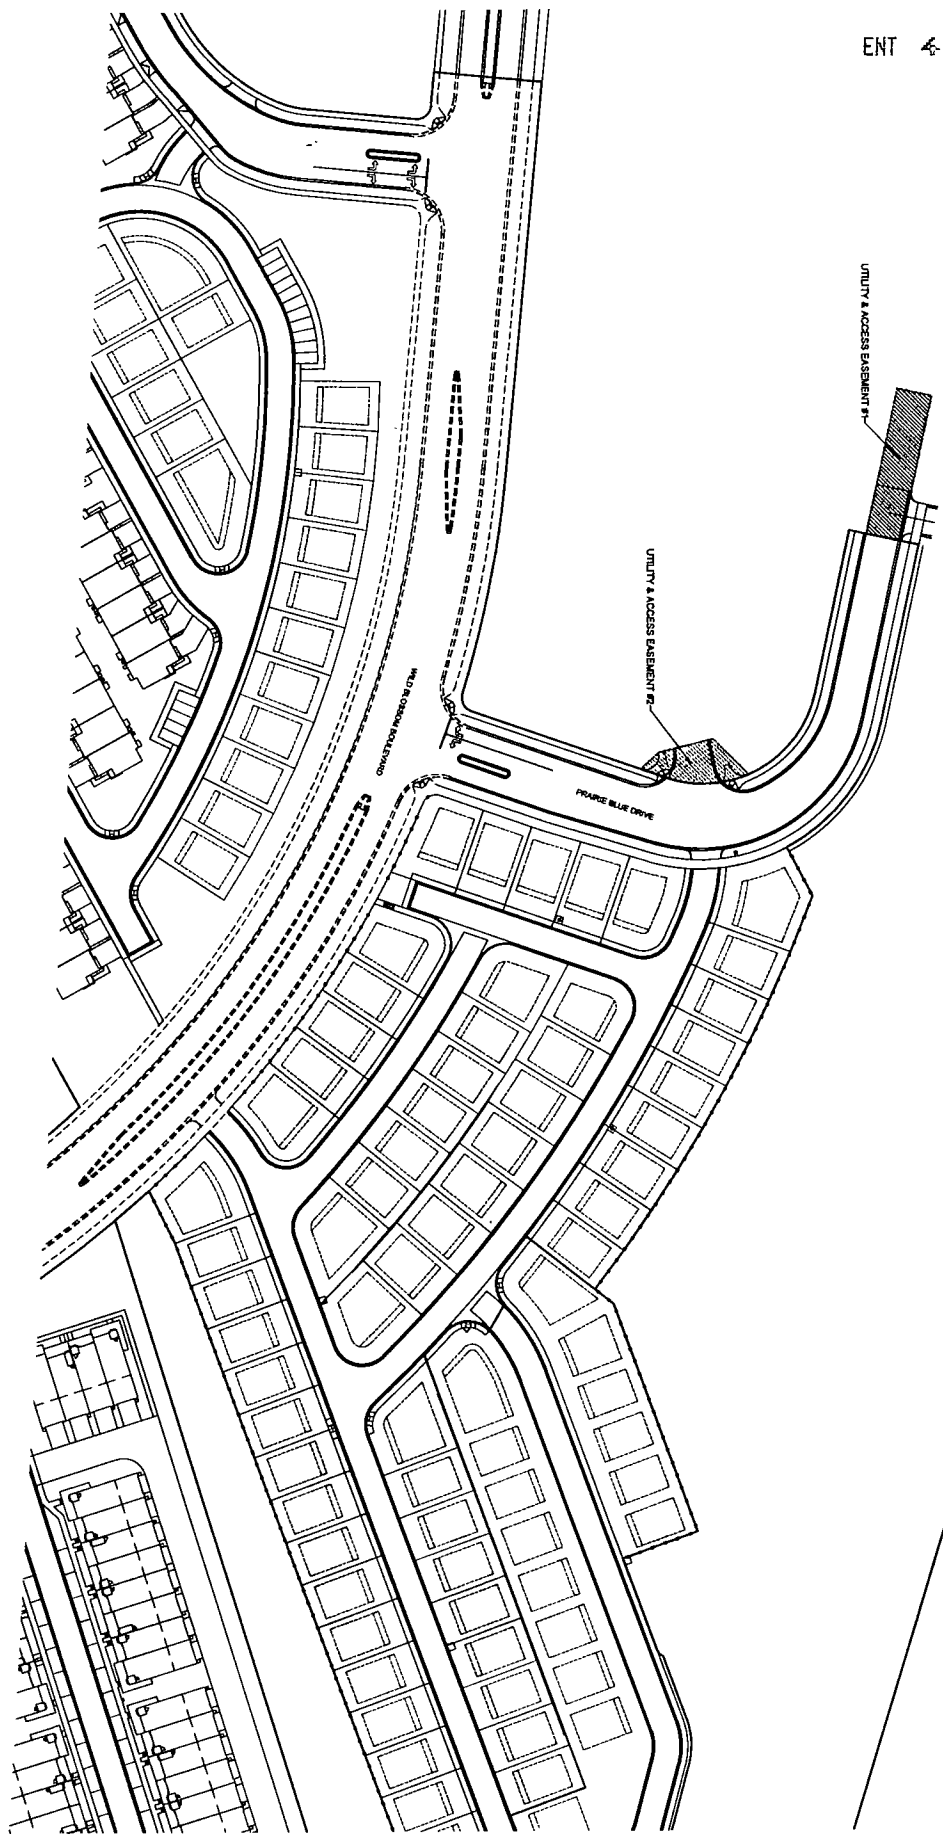 ENT
UTILITY & ACCESS EASEMENT #1
UTILITY & ACCESS EASEMENT #2
WILD BLOSSOM BOULEVARD
PRAIRIE BLUE DRIVE